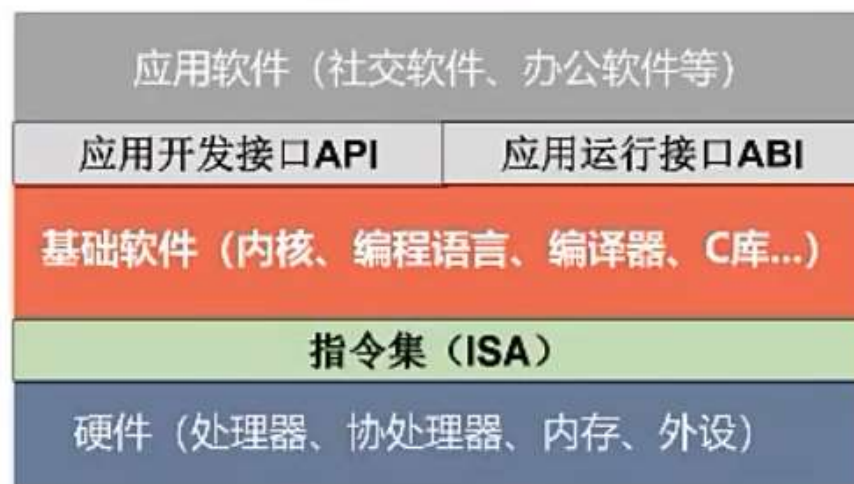 应用软件（社交软件、办公软件等）
应用开发接口API 应用运行接口ABI
基础软件（内核、编程语言、编译器、C库...）
指令集（ISA）
硬件（处理器、协处理器、内存、外设）